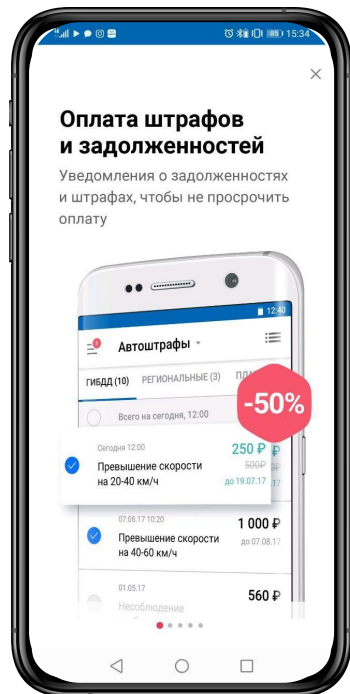 85 15:34
Оплата штрафов
и задолженностей
Уведомления о задолженностях
и штрафах, чтобы не просрочить
оплату
12:40
1
Автоштрафы
ГИБДД (10) РЕГИОНАЛЬНЫЕ (3)
Всего на сегодня, 12:00
-50%
Сегодня 12:00
250 ₽ ₽
Превышение скорости
500₽
на 20-40 км/ч
до 19.07.17
07.06.17 10:20
1 000 ₽
Превышение скорости
до 07.08.17
на 40-60 км/ч
01.05.17
560 ₽
Несоблюдение